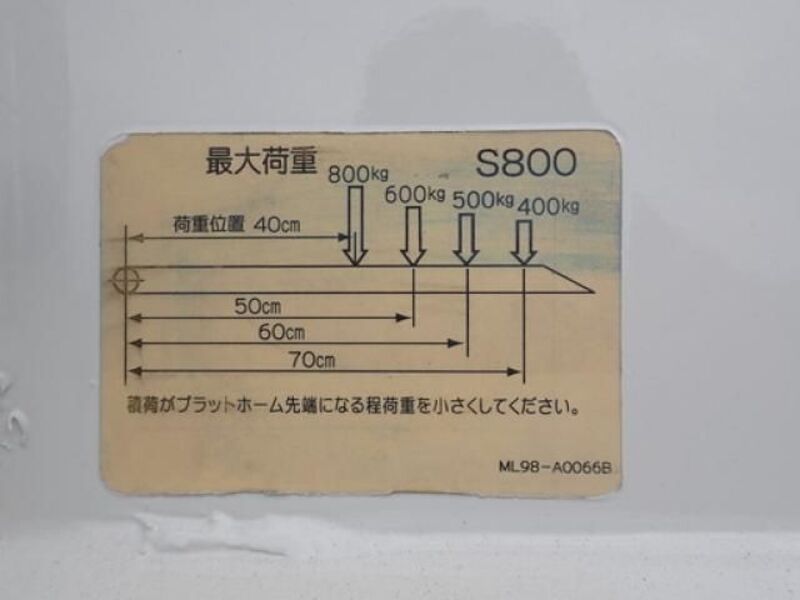 最大荷重 S800
800kg
600kg 500kg 400kg
荷重位置 40cm
50cm
60cm
70cm
積荷がプラットホーム先端になる程荷重を小さくしてください。
ML98-A0066B